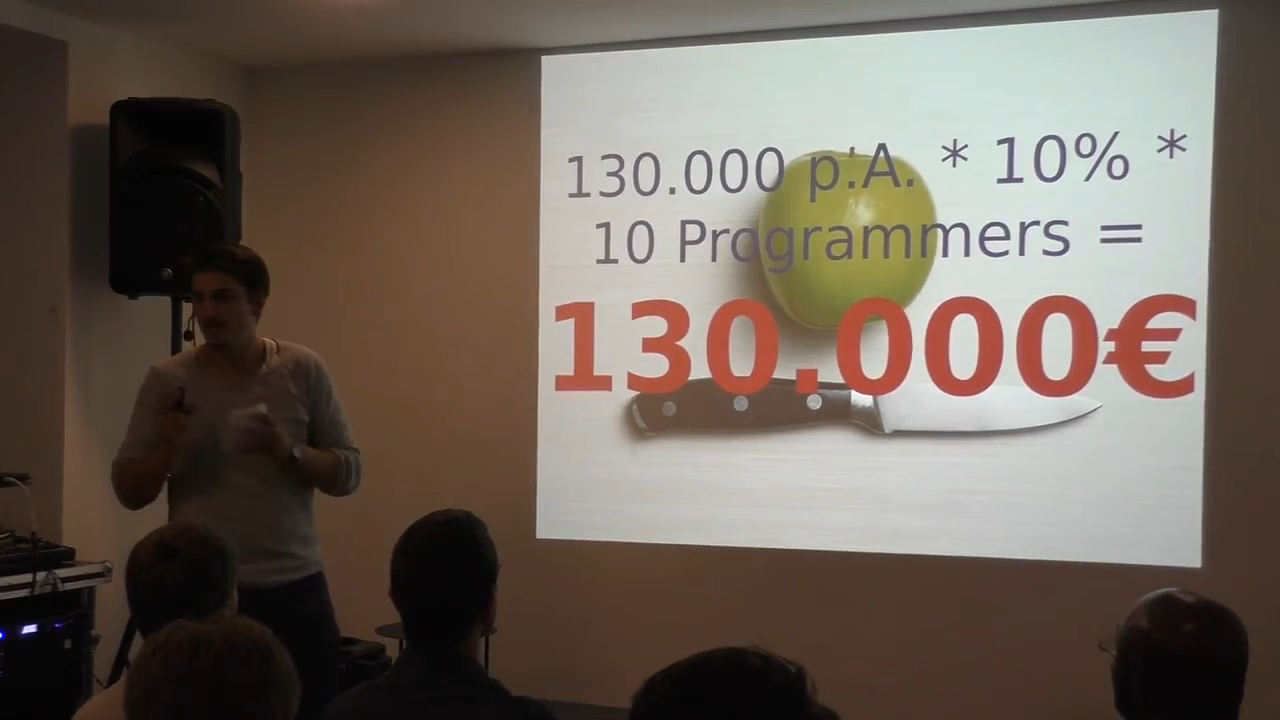 130.000 p.A. * 10% *
10 Programmers =
130.000€